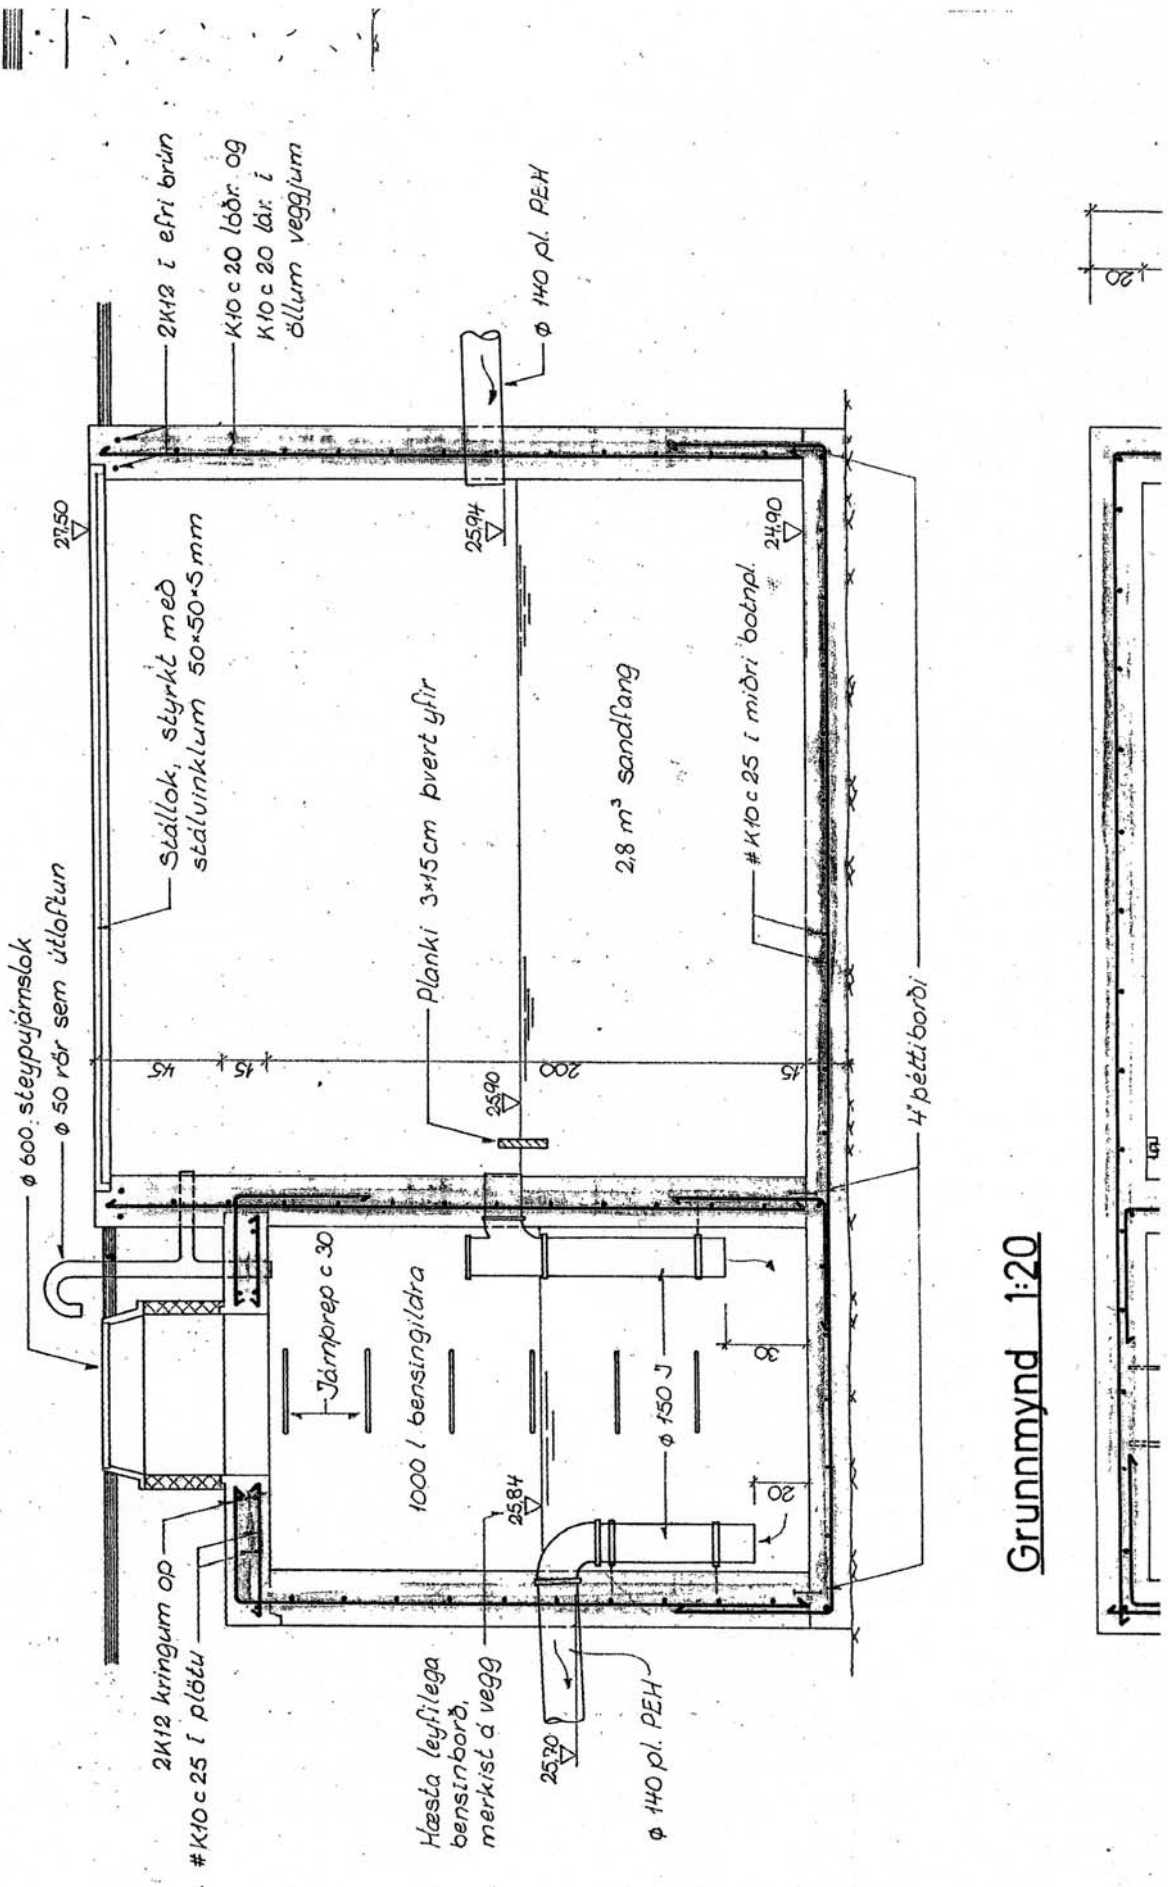 ø 600 steypujárnslok
ø 50 rör sem útloftun
27,50
Stállok, styrkt með
stálvinklum 50×50×5mm
2K12 í efri brún
K10 c 20 lóðr. og
K10 c 20 lár. í
öllum veggjum
2K12 kringum op
#K10 c 25 í plötu
45
15
Járnþrep c 30
1000 l bensingildra
Planki 3×15cm þvert yfir
25,94
ø 140 pl. PEH
Hæsta leyfilega
bensinborð,
merkist á vegg
25,84
25,90
200
2,8 m³ sandfang
ø 150 J
30
20
25,70
ø 140 pl. PEH
#K10 c 25 í miðri botnpl.
24,90
15
4" þéttiborði
Grunnmynd 1:20
20